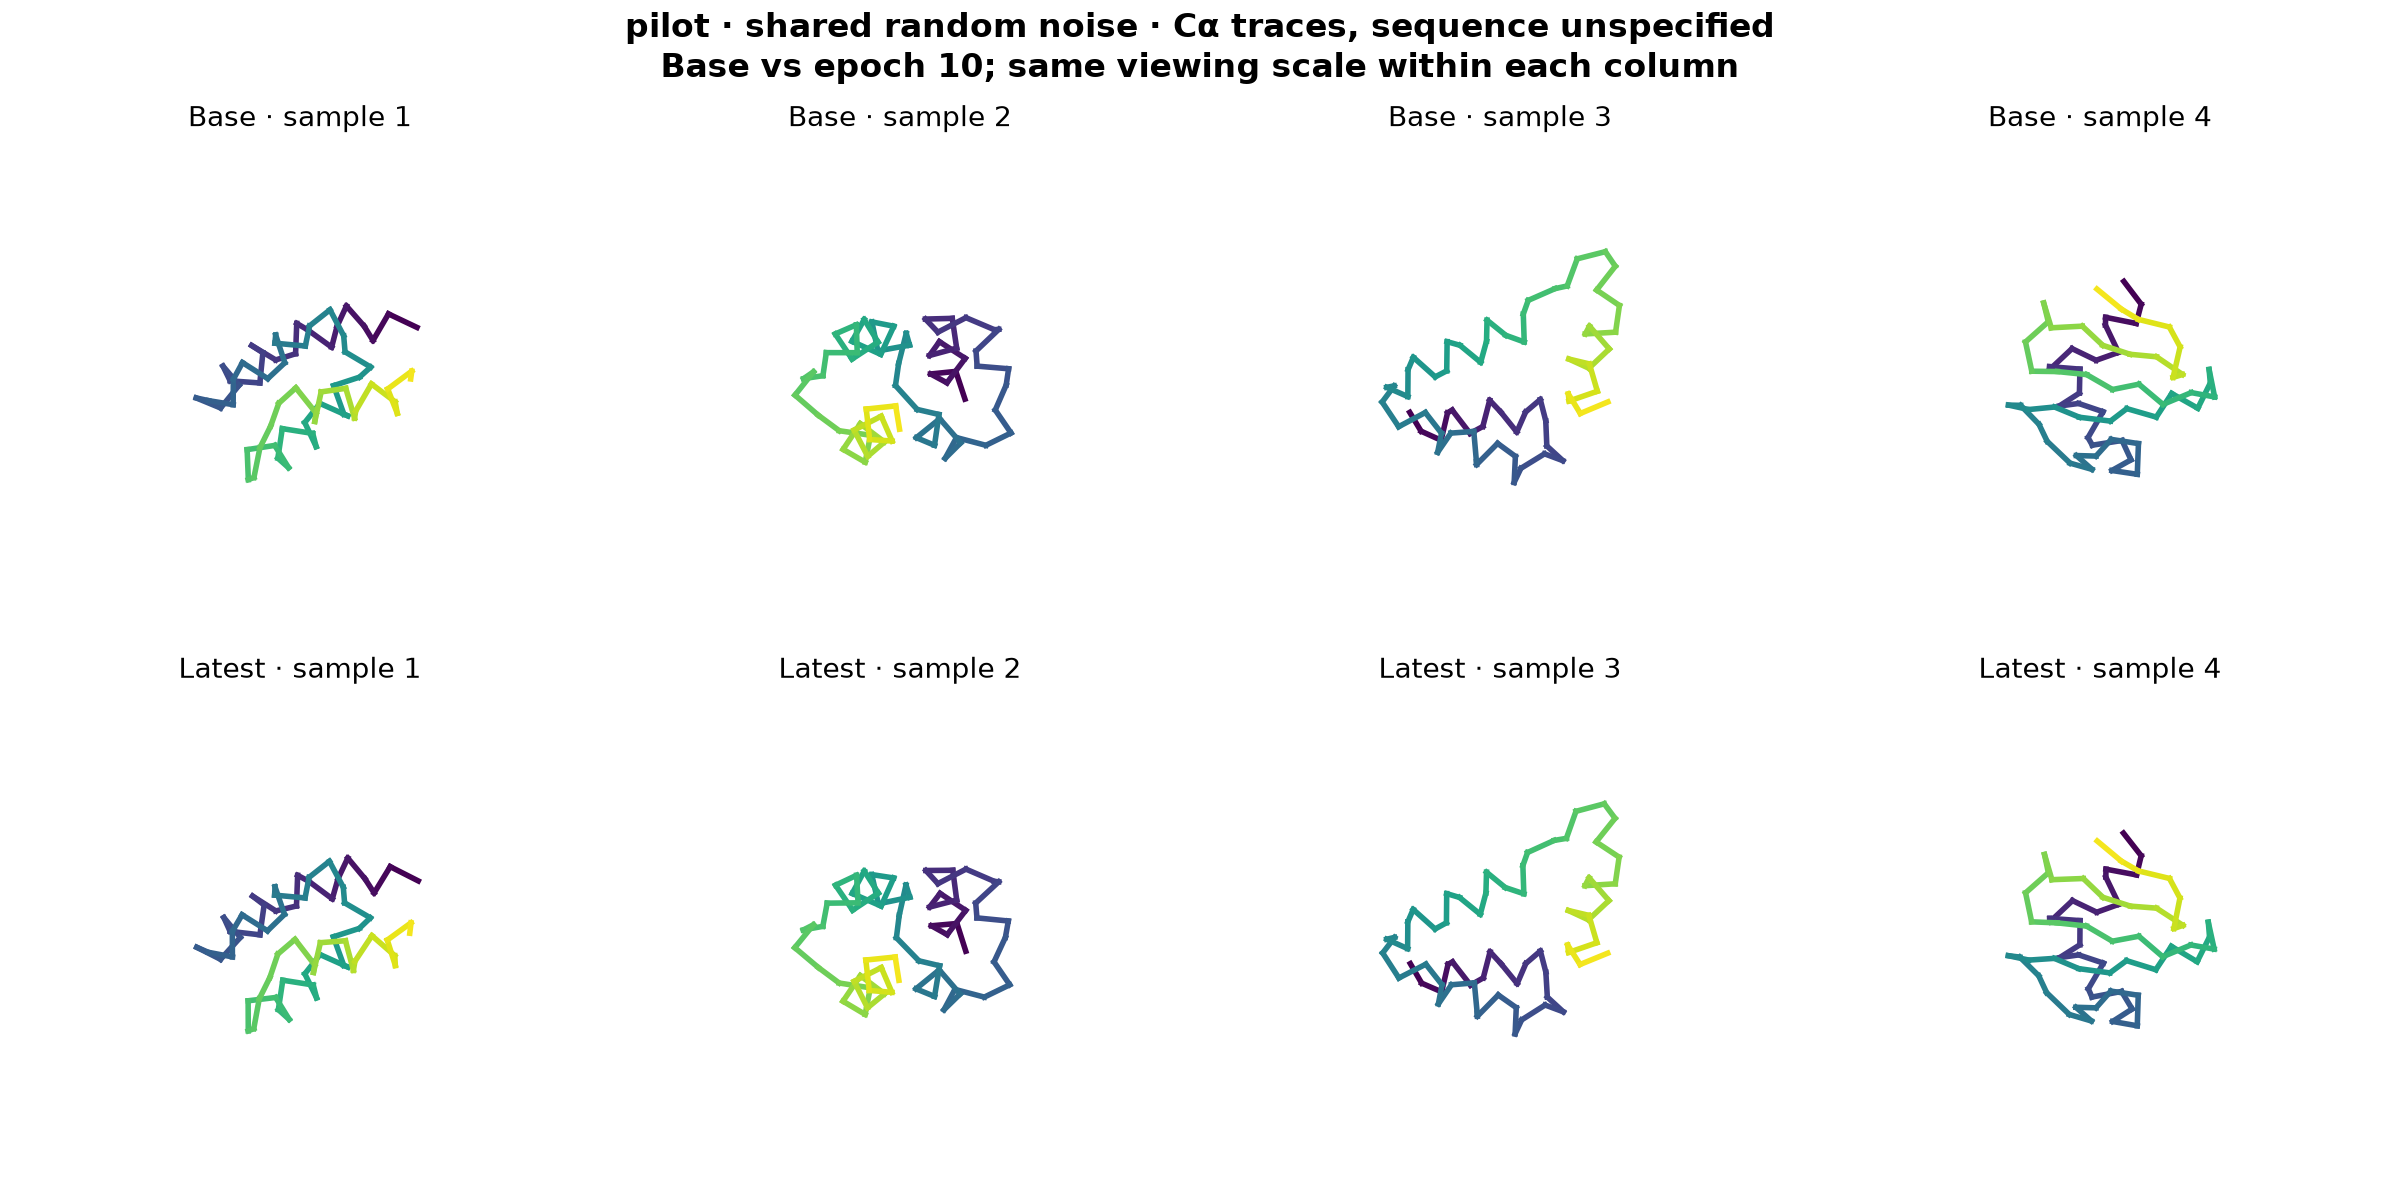 pilot · shared random noise · Cα traces, sequence unspecified
Base vs epoch 10; same viewing scale within each column
Base · sample 1
Base · sample 2
Base · sample 3
Base · sample 4
Latest · sample 1
Latest · sample 2
Latest · sample 3
Latest · sample 4